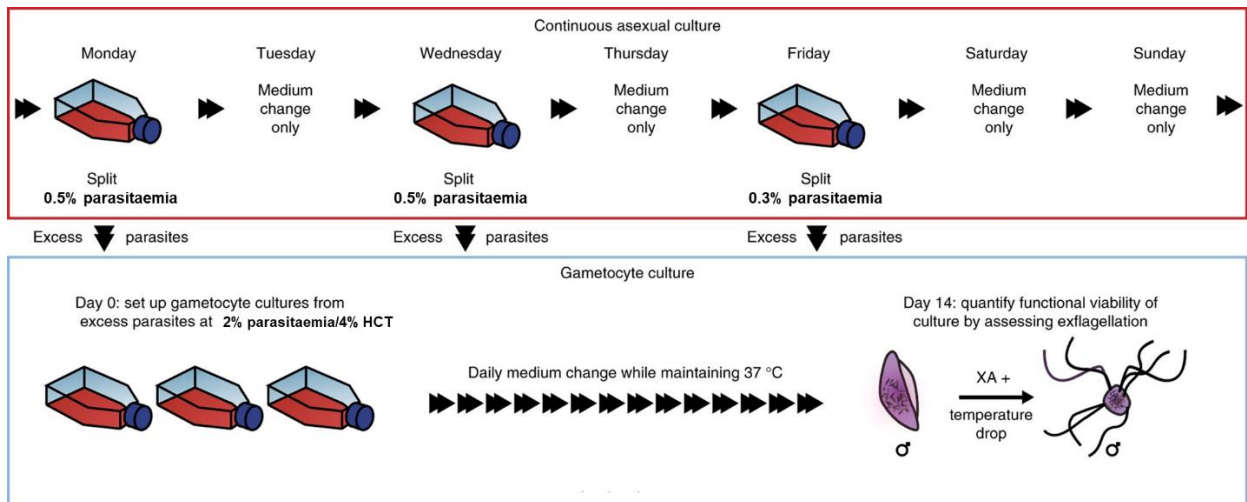 Continuous asexual culture
Monday
Tuesday
Wednesday
Thursday
Friday
Saturday
Sunday
Medium
change
only
Medium
change
only
Medium
change
only
Medium
change
only
Split
0.5% parasitaemia
Split
0.5% parasitaemia
Split
0.3% parasitaemia
Excess parasites
Excess parasites
Excess parasites
Gametocyte culture
Day 0: set up gametocyte cultures from
excess parasites at 2% parasitaemia/4% HCT
Daily medium change while maintaining 37 °C
Day 14: quantify functional viability of
culture by assessing exflagellation
XA +
temperature
drop
♂
♂